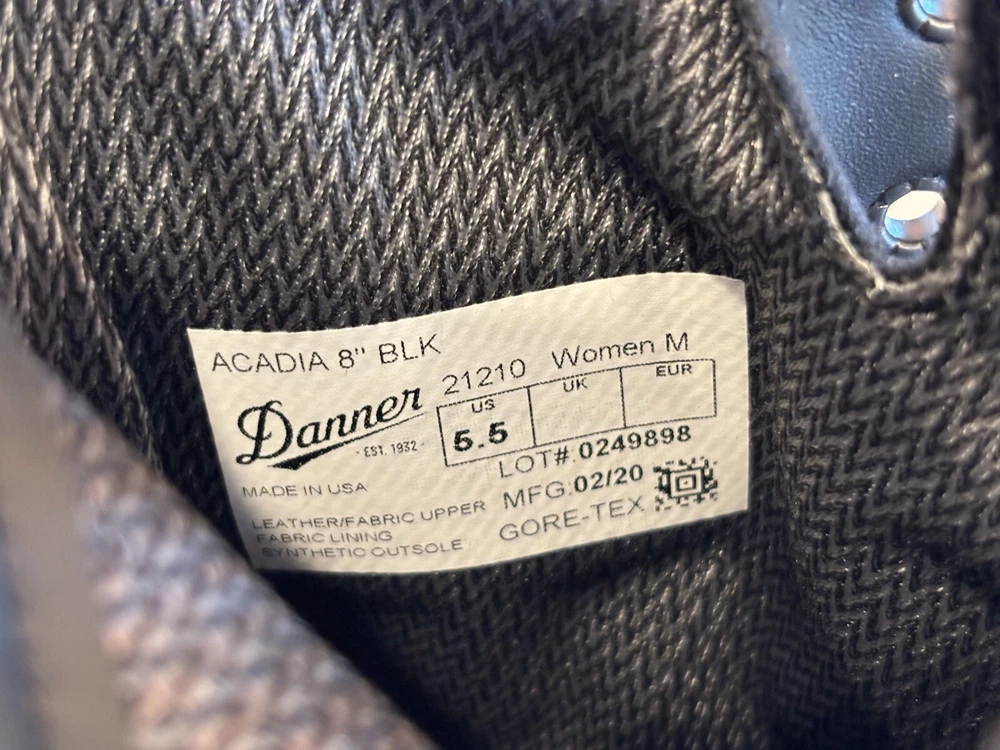 ACADIA 8" BLK
Danner
- EST. 1932 -
21210 Women M
US UK EUR
5.5
LOT# 0249898
MFG.02/20
GORE-TEX
MADE IN USA
LEATHER/FABRIC UPPER
FABRIC LINING
SYNTHETIC OUTSOLE